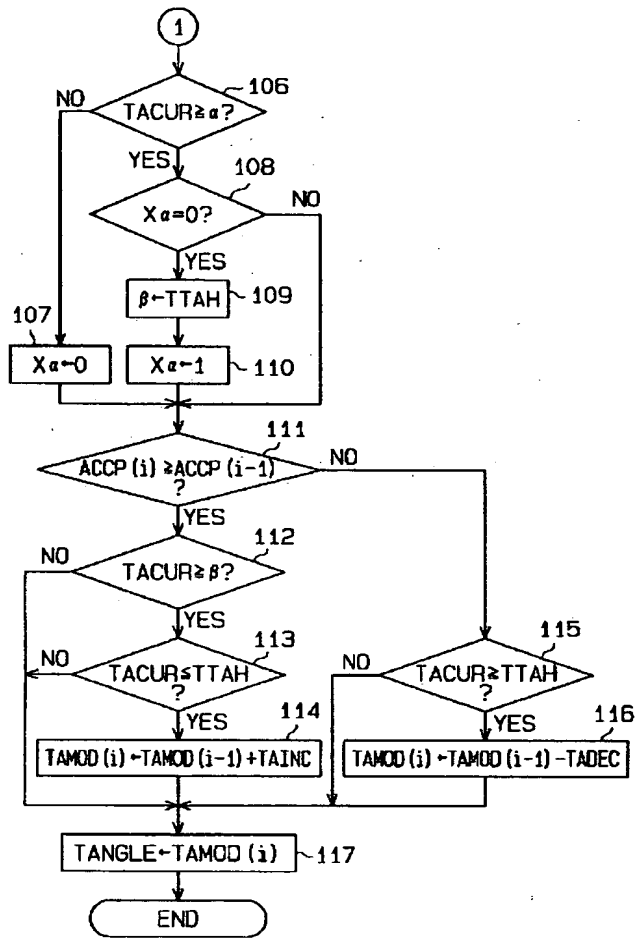 1
106
NO
TACUR≧α?
YES
108
NO
Xα=0?
YES
107
β←TTAH
109
Xα←0
Xα←1
110
111
ACCP(i)≧ACCP(i-1)
?
NO
YES
112
NO
TACUR≧β?
YES
113
115
NO
TACUR≦TTAH
?
NO
TACUR≧TTAH
?
YES
114
YES
116
TAMOD(i)←TAMOD(i-1)+TAINC
TAMOD(i)←TAMOD(i-1)-TADEC
TANGLE←TAMOD(i)
117
END